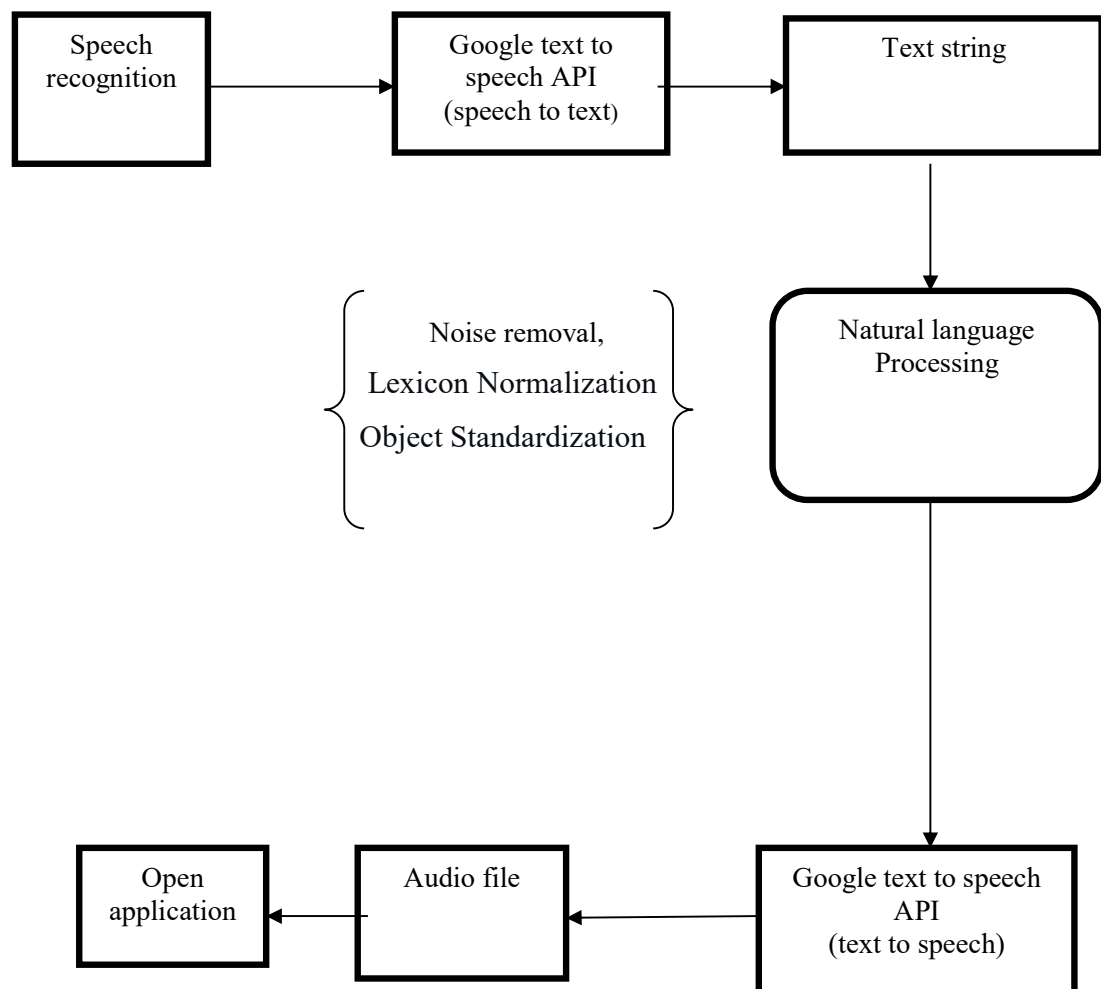 Speech
recognition
Google text to
speech API
(speech to text)
Text string
Natural language
Processing
Noise removal,
Lexicon Normalization
Object Standardization
Google text to speech
API
(text to speech)
Audio file
Open
application